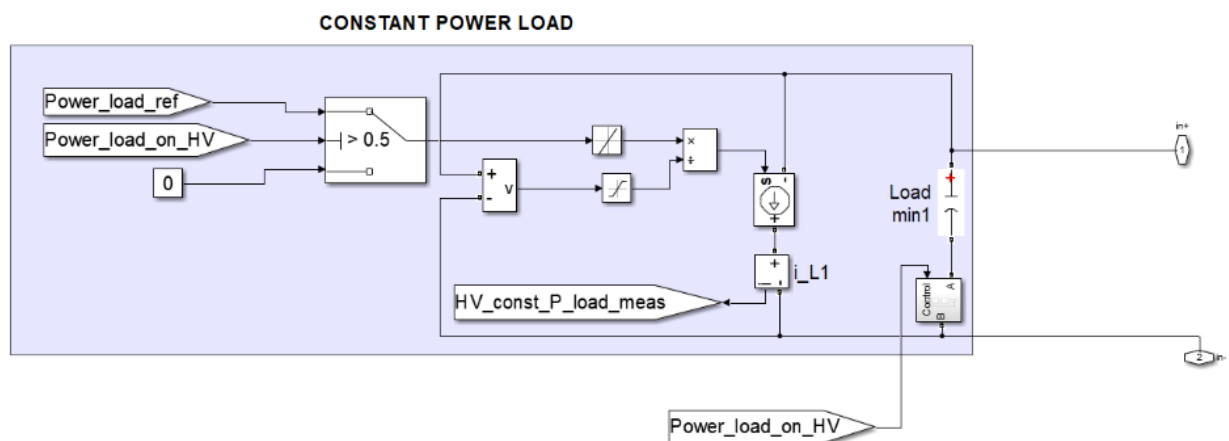 CONSTANT POWER LOAD
Power_load_ref
Power_load_on_HV
> 0.5
0
+
-
v
×
÷
s
-
+
+
-
i
i_L1
HV_const_P_load_meas
+
Load
min1
Control
A
B
in+
1
2
in-
Power_load_on_HV